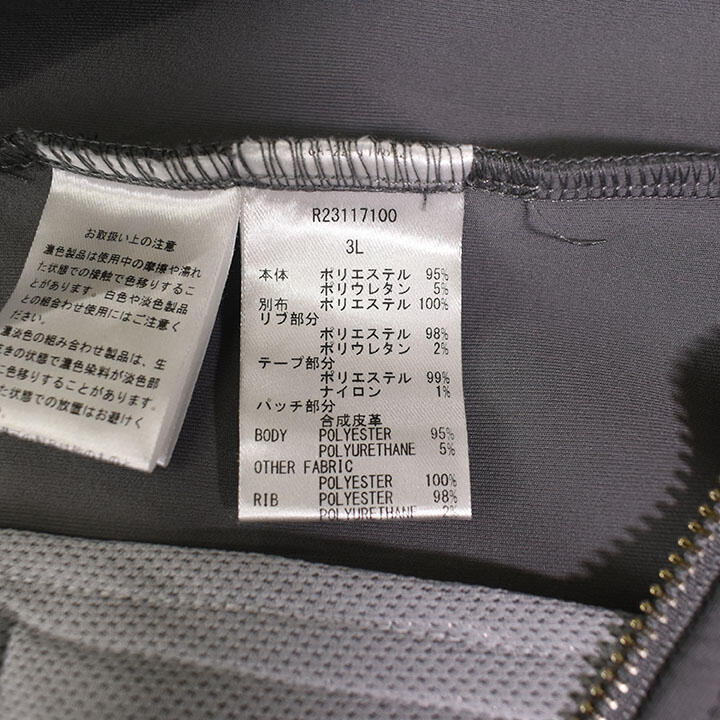 お取扱い上の注意
濃色製品は使用中の摩擦や濡れ
た状態での接触で色移りするこ
とがあります。白色や淡色製品
との組合わせ使用にはご注意く
濃淡色の組み合わせ製品は、生
きの状態で濃色染料が淡色部
に色移りすることがあります。
た状態での放置はお避けく
R23117100
3L
本体 ポリエステル 95%
ポリウレタン 5%
別布 ポリエステル 100%
リブ部分
ポリエステル 98%
ポリウレタン 2%
テープ部分
ポリエステル 99%
ナイロン 1%
パッチ部分
合成皮革
BODY POLYESTER 95%
POLYURETHANE 5%
OTHER FABRIC
POLYESTER 100%
RIB POLYESTER 98%
POLYURETHANE 2%